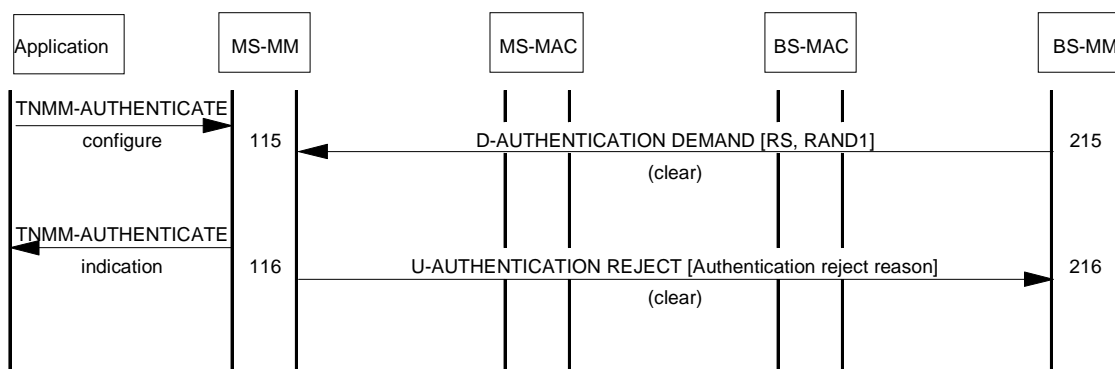 Application
MS-MM
MS-MAC
BS-MAC
BS-MM
TNMM-AUTHENTICATE
configure
115
D-AUTHENTICATION DEMAND [RS, RAND1]
215
(clear)
TNMM-AUTHENTICATE
indication
116
U-AUTHENTICATION REJECT [Authentication reject reason]
216
(clear)